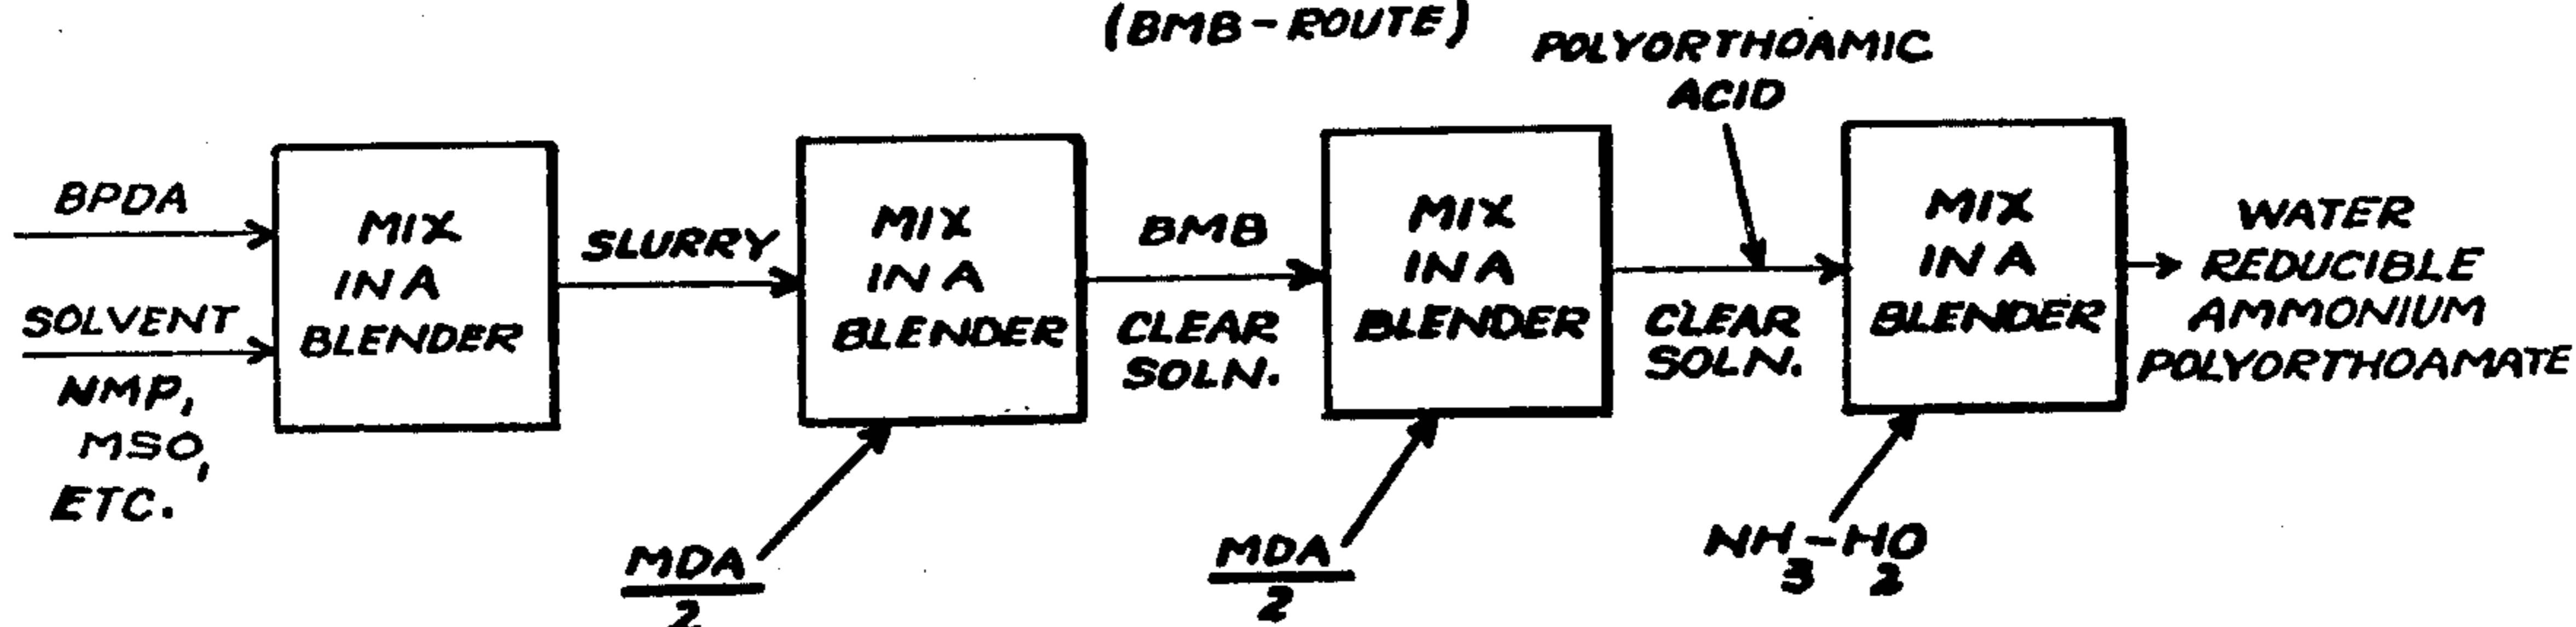 (BMB-ROUTE)
POLYORTHOAMIC
ACID
BPDA
SOLVENT
NMP,
MSO,
ETC.
MIX
IN A
BLENDER
SLURRY
MDA
2
MIX
IN A
BLENDER
BMB
CLEAR
SOLN.
MDA
2
MIX
IN A
BLENDER
CLEAR
SOLN.
NH3-H2O
MIX
IN A
BLENDER
WATER
REDUCIBLE
AMMONIUM
POLYORTHOAMATE